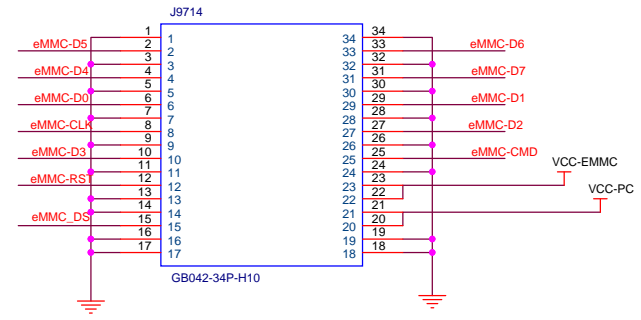 J9714
1 1 34 34
eMMC-D5 2 2 33 33 eMMC-D6
3 3 32 32
eMMC-D4 4 4 31 31 eMMC-D7
5 5 30 30
eMMC-D0 6 6 29 29 eMMC-D1
7 7 28 28
eMMC-CLK 8 8 27 27 eMMC-D2
9 9 26 26
eMMC-D3 10 10 25 25 eMMC-CMD
11 11 24 24 VCC-EMMC
eMMC-RST 12 12 23 23
13 13 22 22 VCC-PC
14 14 21 21
eMMC_DS 15 15 20 20
16 16 19 19
17 17 18 18
GB042-34P-H10